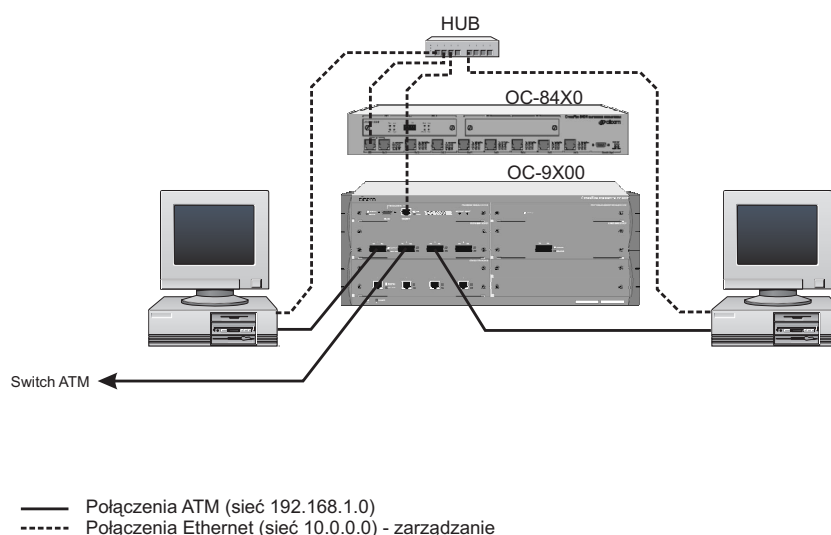 HUB
OC-84X0
OC-9X00
Switch ATM
Połączenia ATM (sieć 192.168.1.0)
Połączenia Ethernet (sieć 10.0.0.0) - zarządzanie